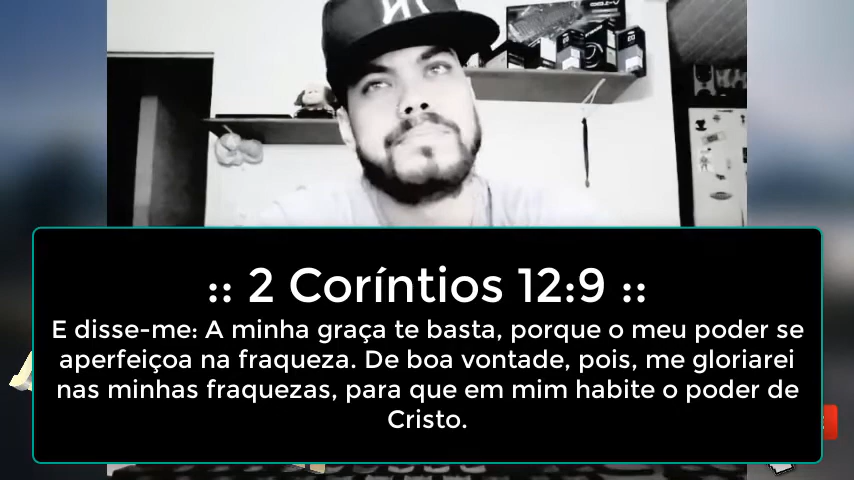 :: 2 Coríntios 12:9 ::
E disse-me: A minha graça te basta, porque o meu poder se
aperfeiçoa na fraqueza. De boa vontade, pois, me gloriarei
nas minhas fraquezas, para que em mim habite o poder de
Cristo.